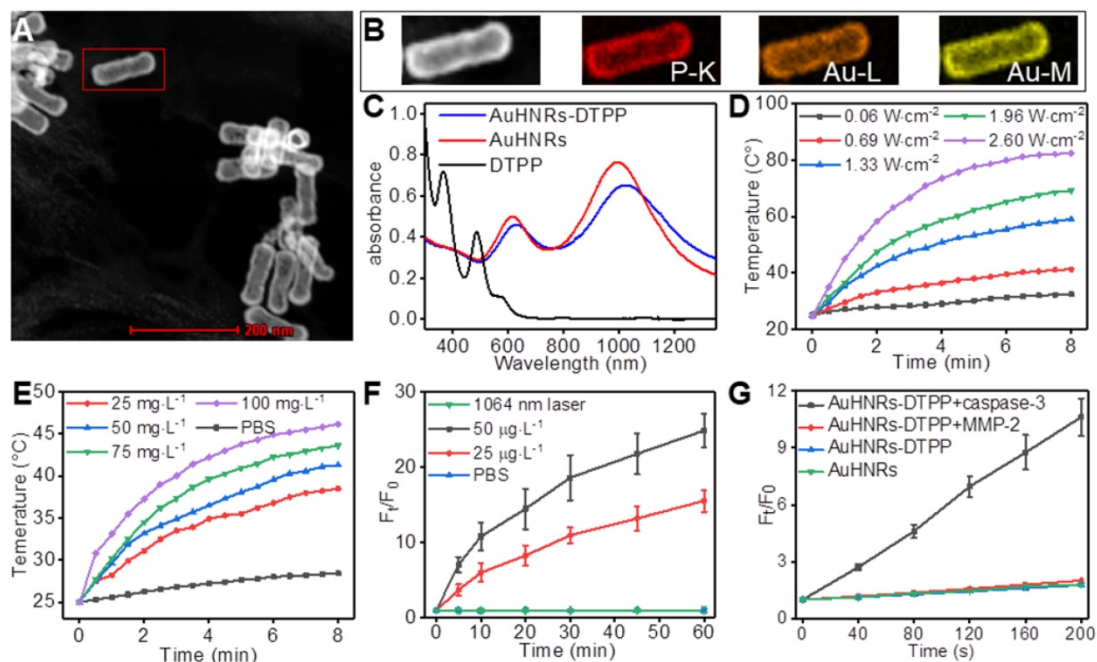 A
200 nm
B
P-K
Au-L
Au-M
C
AuHNRs-DTPP
AuHNRs
DTPP
1.0
0.8
0.6
0.4
0.2
0.0
absorbance
400 600 800 1000 1200
Wavelength (nm)
D
0.06 W·cm⁻² 1.96 W·cm⁻²
0.69 W·cm⁻² 2.60 W·cm⁻²
1.33 W·cm⁻²
100
80
60
40
20
Temperature (C°)
0 2 4 6 8
Time (min)
E
25 mg·L⁻¹ 100 mg·L⁻¹
50 mg·L⁻¹ PBS
75 mg·L⁻¹
50
45
40
35
30
25
Temerature (°C)
0 2 4 6 8
Time (min)
F
1064 nm laser
50 μg·L⁻¹
25 μg·L⁻¹
PBS
30
20
10
0
Fₜ/F₀
0 10 20 30 40 50 60
Time (min)
G
AuHNRs-DTPP+caspase-3
AuHNRs-DTPP+MMP-2
AuHNRs-DTPP
AuHNRs
12
9
6
3
0
Fₜ/F₀
0 40 80 120 160 200
Time (s)